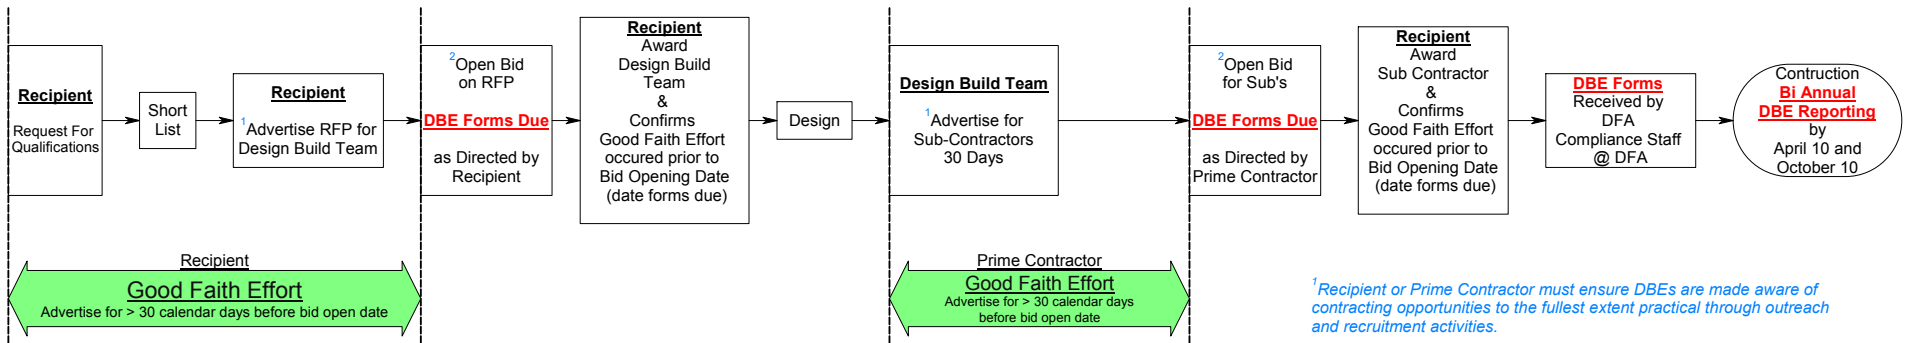 Recipient
Request For
Qualifications
Short
List
Recipient
1Advertise RFP for
Design Build Team
2Open Bid
on RFP
DBE Forms Due
as Directed by
Recipient
Recipient
Award
Design Build
Team
&
Confirms
Good Faith Effort
occured prior to
Bid Opening Date
(date forms due)
Design
Design Build Team
1Advertise for
Sub-Contractors
30 Days
2Open Bid
for Sub's
DBE Forms Due
as Directed by
Prime Contractor
Recipient
Award
Sub Contractor
&
Confirms
Good Faith Effort
occured prior to
Bid Opening Date
(date forms due)
DBE Forms
Received by
DFA
Compliance Staff
@ DFA
Contruction
Bi Annual
DBE Reporting
by
April 10 and
October 10
Recipient
Good Faith Effort
Advertise for > 30 calendar days before bid open date
Prime Contractor
Good Faith Effort
Advertise for > 30 calendar days
before bid open date
1Recipient or Prime Contractor must ensure DBEs are made aware of
contracting opportunities to the fullest extent practical through outreach
and recruitment activities.